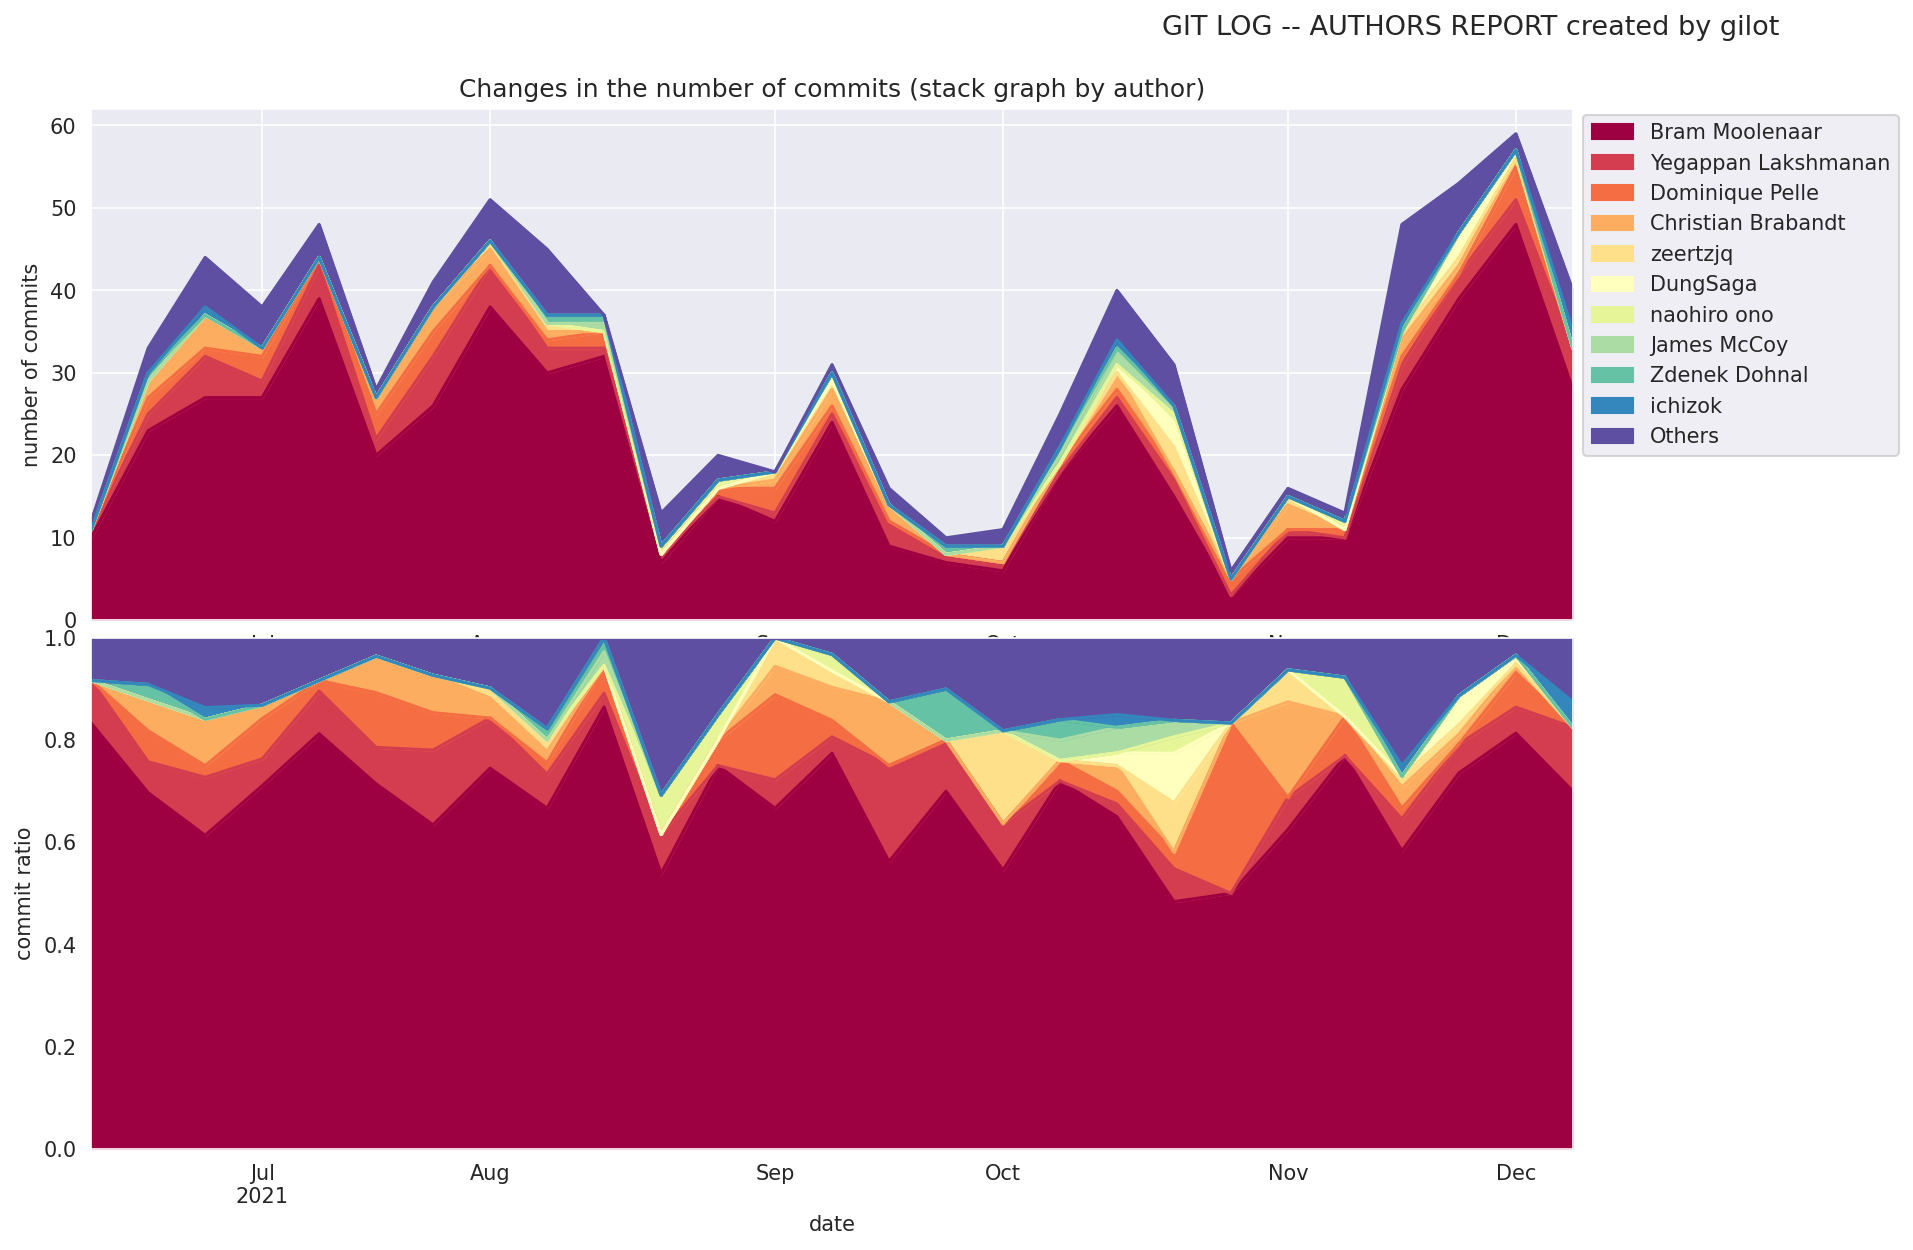 GIT LOG -- AUTHORS REPORT created by gilot
Changes in the number of commits (stack graph by author)
60
50
40
30
20
10
0
number of commits
Bram Moolenaar
Yegappan Lakshmanan
Dominique Pelle
Christian Brabandt
zeertzjq
DungSaga
naohiro ono
James McCoy
Zdenek Dohnal
ichizok
Others
1.0
0.8
0.6
0.4
0.2
0.0
commit ratio
Jul Aug Sep Oct Nov Dec
2021
date